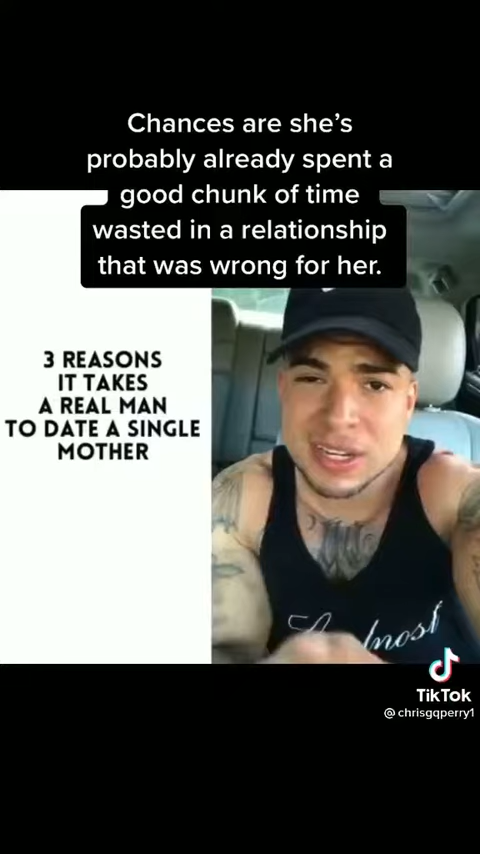 Chances are she’s
probably already spent a
good chunk of time
wasted in a relationship
that was wrong for her.
3 REASONS
IT TAKES
A REAL MAN
TO DATE A SINGLE
MOTHER
TikTok
@ chrisgqperry1